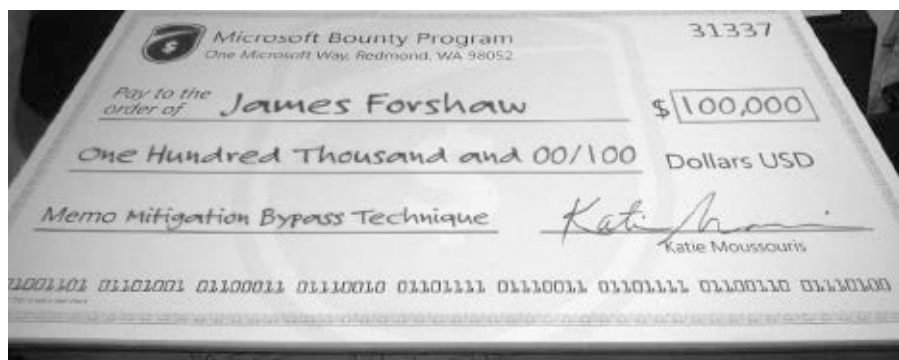 Microsoft Bounty Program
One Microsoft Way, Redmond, WA 98052
31337
Pay to the
order of James Forshaw $ 100,000
One Hundred Thousand and 00/100 Dollars USD
Memo Mitigation Bypass Technique
Katie Moussouris
01101001 01100011 01110010 01101111 01110011 01101111 01100110 01110100